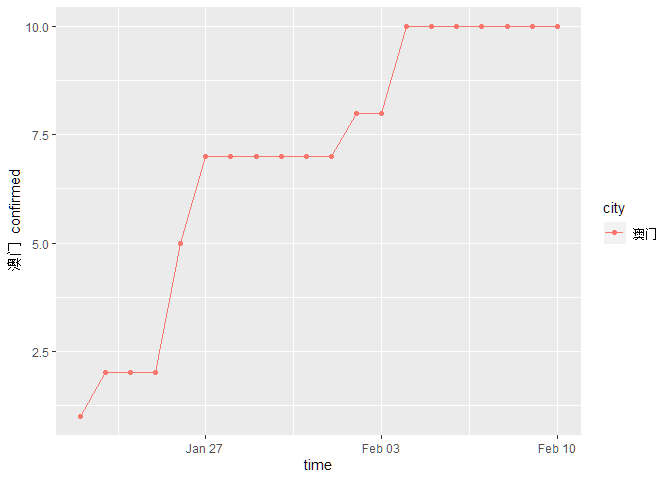 10.0
7.5
5.0
2.5
澳门 confirmed
Jan 27 Feb 03 Feb 10
time
city
澳门